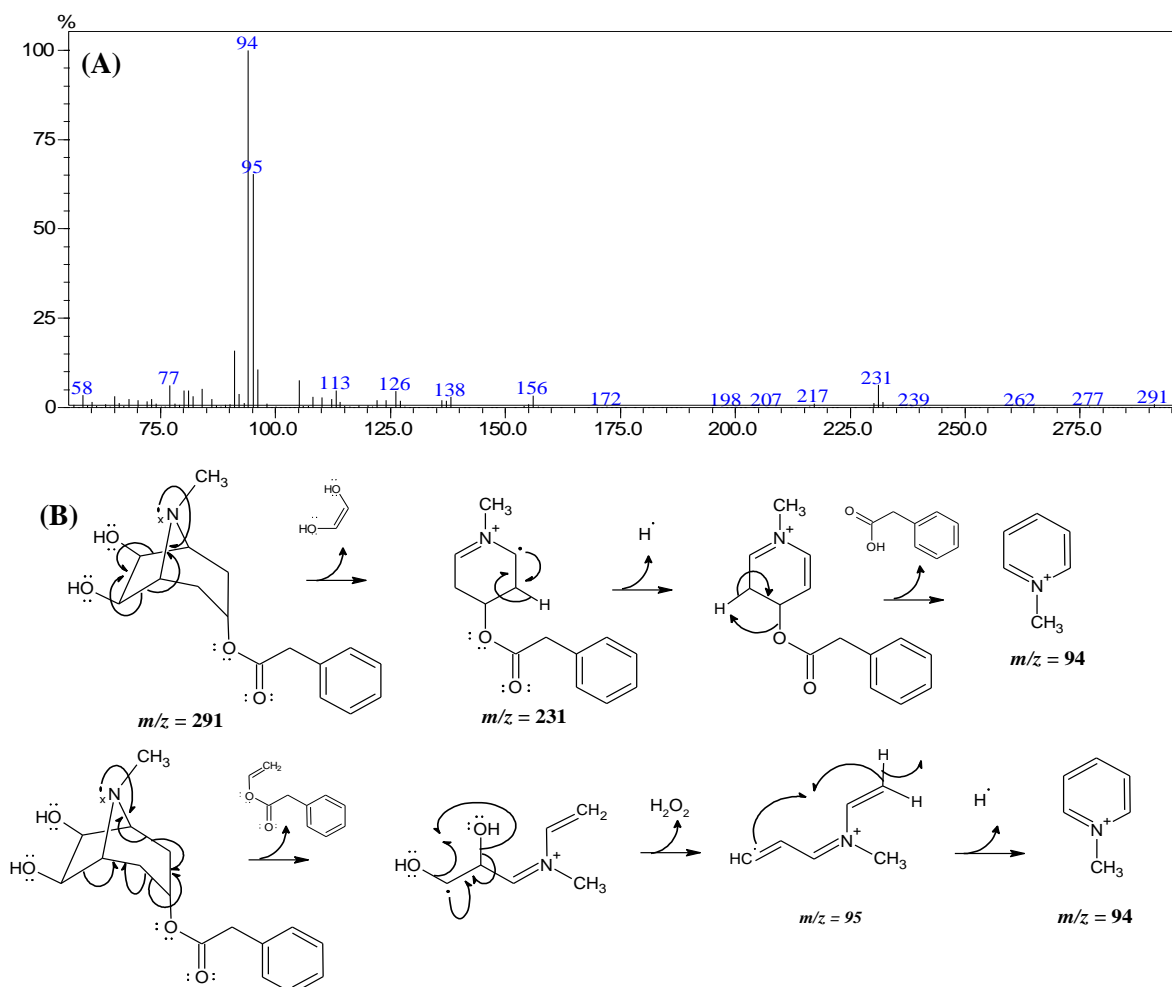 %
(A)
100
75
50
25
0
94
95
58
77
113
126
138
156
172
198
207
217
231
239
262
277
291
75.0
100.0
125.0
150.0
175.0
200.0
225.0
250.0
275.0
(B)
CH3
N
x
HO
HO
O
O
m/z = 291
HO
HO
CH3
N+
H
O
O
m/z = 231
H·
CH3
N+
H
O
O
O
OH
N+
CH3
m/z = 94
CH3
N
x
HO
HO
O
O
CH2
O
O
OH
HO
CH2
N+
CH3
H2O2
H
H
HC
N+
CH3
m/z = 95
H·
N+
CH3
m/z = 94